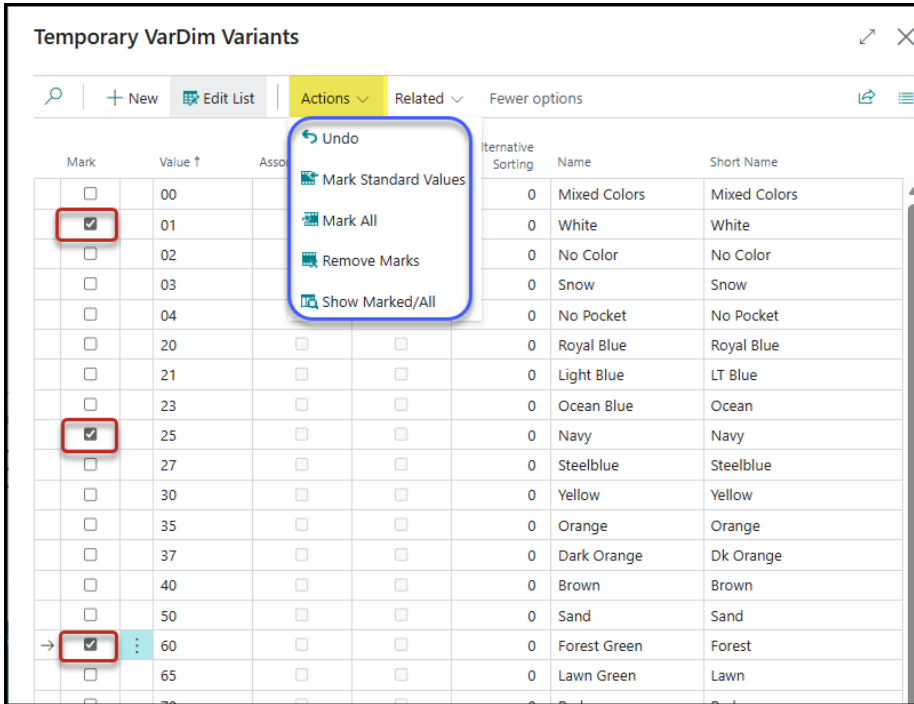 Temporary VarDim Variants
New Edit List Actions Related Fewer options
Undo
Mark Standard Values
Mark All
Remove Marks
Show Marked/All
Mark Value ↑ Sorting Name Short Name
00 0 Mixed Colors Mixed Colors
01 0 White White
02 0 No Color No Color
03 0 Snow Snow
04 0 No Pocket No Pocket
20 0 Royal Blue Royal Blue
21 0 Light Blue LT Blue
23 0 Ocean Blue Ocean
25 0 Navy Navy
27 0 Steelblue Steelblue
30 0 Yellow Yellow
35 0 Orange Orange
37 0 Dark Orange Dk Orange
40 0 Brown Brown
50 0 Sand Sand
60 0 Forest Green Forest
65 0 Lawn Green Lawn